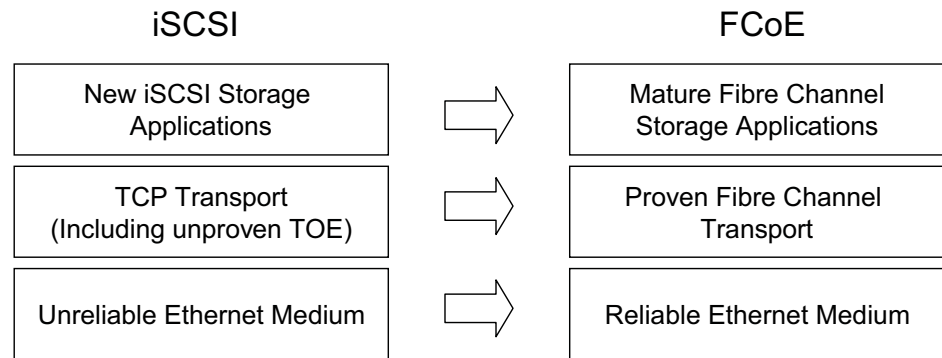 iSCSI
FCoE
New iSCSI Storage
Applications
Mature Fibre Channel
Storage Applications
TCP Transport
(Including unproven TOE)
Proven Fibre Channel
Transport
Unreliable Ethernet Medium
Reliable Ethernet Medium